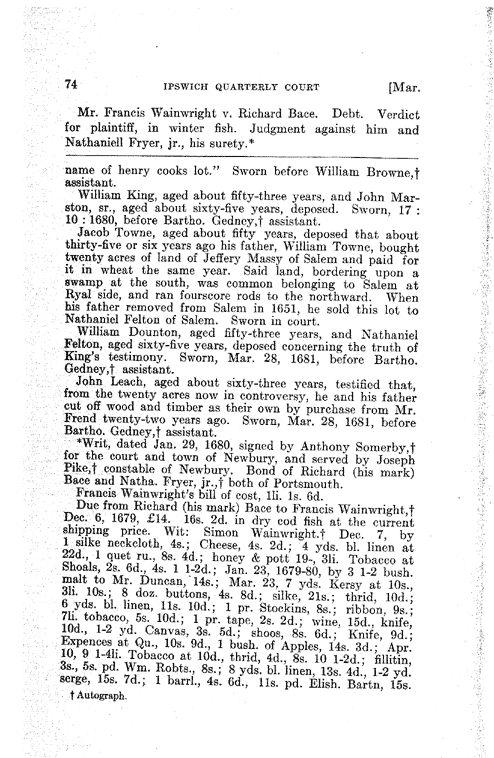 74 IPSWICH QUARTERLY COURT [Mar.
Mr. Francis Wainwright v. Richard Bace. Debt. Verdict
for plaintiff, in winter fish. Judgment against him and
Nathaniell Fryer, jr., his surety.*
name of henry cooks lot." Sworn before William Browne,†
assistant.
William King, aged about fifty-three years, and John Mar-
ston, sr., aged about sixty-five years, deposed. Sworn, 17 :
10 : 1680, before Bartho. Gedney,† assistant.
Jacob Towne, aged about fifty years, deposed that about
thirty-five or six years ago his father, William Towne, bought
twenty acres of land of Jeffery Massy of Salem and paid for
it in wheat the same year. Said land, bordering upon a
swamp at the south, was common belonging to Salem at
Ryal side, and ran fourscore rods to the northward. When
his father removed from Salem in 1651, he sold this lot to
Nathaniel Felton of Salem. Sworn in court.
William Dounton, aged fifty-three years, and Nathaniel
Felton, aged sixty-five years, deposed concerning the truth of
King's testimony. Sworn, Mar. 28, 1681, before Bartho.
Gedney,† assistant.
John Leach, aged about sixty-three years, testified that,
from the twenty acres now in controversy, he and his father
cut off wood and timber as their own by purchase from Mr.
Frend twenty-two years ago. Sworn, Mar. 28, 1681, before
Bartho. Gedney,† assistant.
*Writ, dated Jan. 29, 1680, signed by Anthony Somerby,†
for the court and town of Newbury, and served by Joseph
Pike,† constable of Newbury. Bond of Richard (his mark)
Bace and Natha. Fryer, jr.,† both of Portsmouth.
Francis Wainwright's bill of cost, 1li. 1s. 6d.
Due from Richard (his mark) Bace to Francis Wainwright,†
Dec. 6, 1679, £14. 16s. 2d. in dry cod fish at the current
shipping price. Wit: Simon Wainwright.† Dec. 7, by
1 silke neckcloth, 4s.; Cheese, 4s. 2d.; 4 yds. bl. linen at
22d., 1 quet ru., 8s. 4d.; honey & pott 19-, 3li. Tobacco at
Shoals, 2s. 6d., 4s. 1 1-2d.; Jan. 23, 1679-80, by 3 1-2 bush.
malt to Mr. Duncan, 14s.; Mar. 23, 7 yds. Kersy at 10s.,
3li. 10s.; 8 doz. buttons, 4s. 8d.; silke, 21s.; thrid, 10d.;
6 yds. bl. linen, 11s. 10d.; 1 pr. Stockins, 8s.; ribbon, 9s.;
7li. tobacco, 5s. 10d.; 1 pr. tape, 2s. 2d.; wine, 15d., knife,
10d., 1-2 yd. Canvas, 3s. 5d.; shoos, 8s. 6d.; Knife, 9d.;
Expences at Qu., 10s. 9d., 1 bush. of Apples, 14s. 3d.; Apr.
10, 9 1-4li. Tobacco at 10d., thrid, 4d., 8s. 10 1-2d.; fillitin,
3s., 5s. pd. Wm. Robts., 8s.; 8 yds. bl. linen, 13s. 4d., 1-2 yd.
serge, 15s. 7d.; 1 barrl., 4s. 6d., 11s. pd. Elish. Bartn, 15s.
† Autograph.